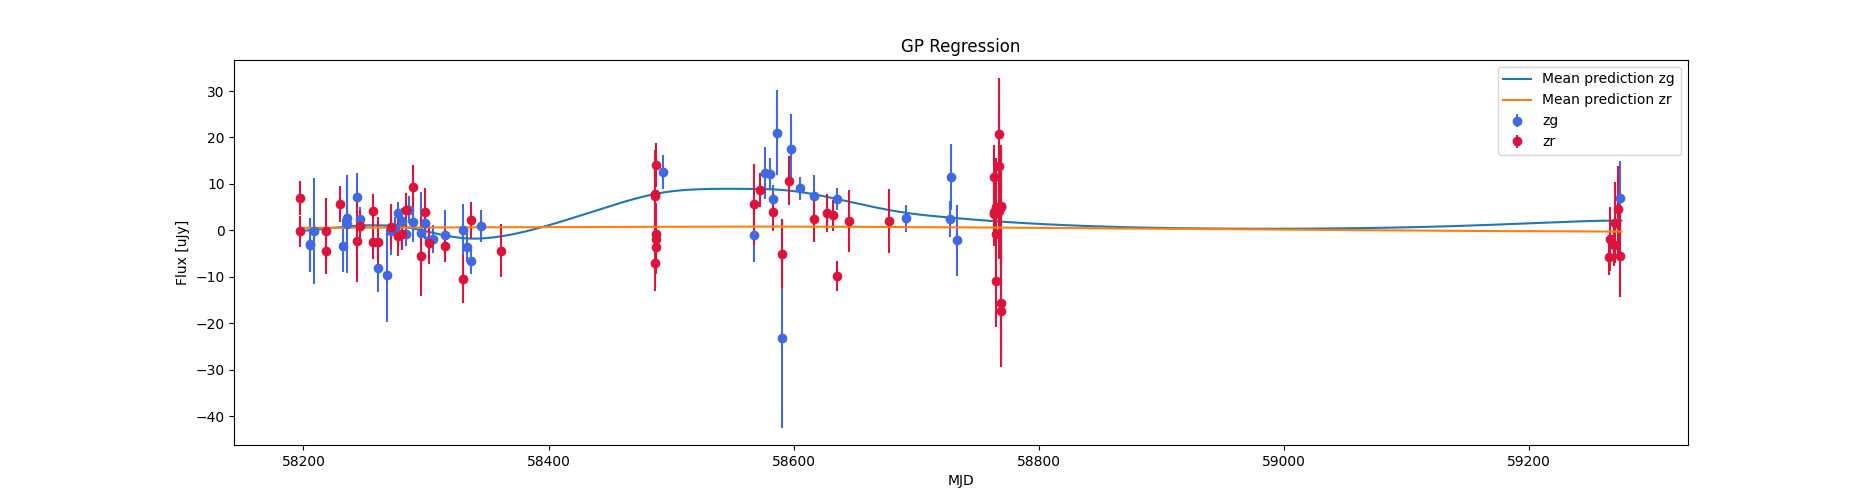 GP Regression
Mean prediction zg
Mean prediction zr
zg
zr
Flux [uJy]
30
20
10
0
−10
−20
−30
−40
58200
58400
58600
58800
59000
59200
MJD